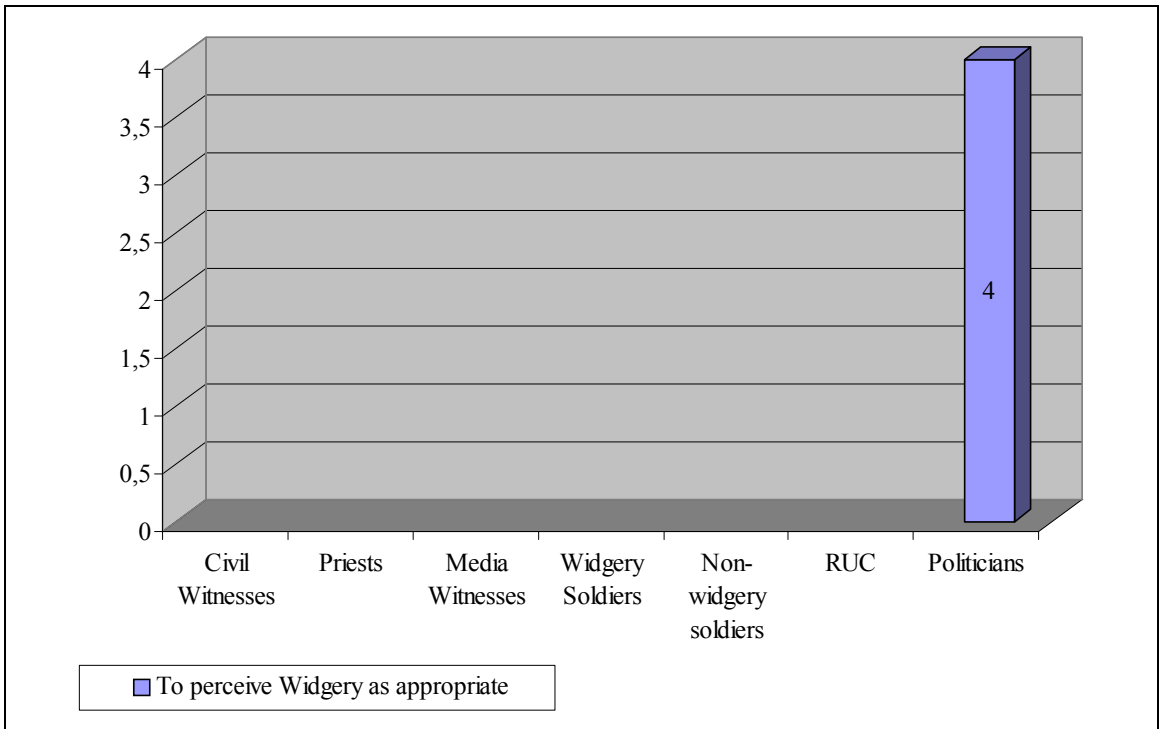 4
3,5
3
2,5
2
1,5
1
0,5
0
4
Civil
Witnesses
Priests
Media
Witnesses
Widgery
Soldiers
Non-
widgery
soldiers
RUC
Politicians
To perceive Widgery as appropriate